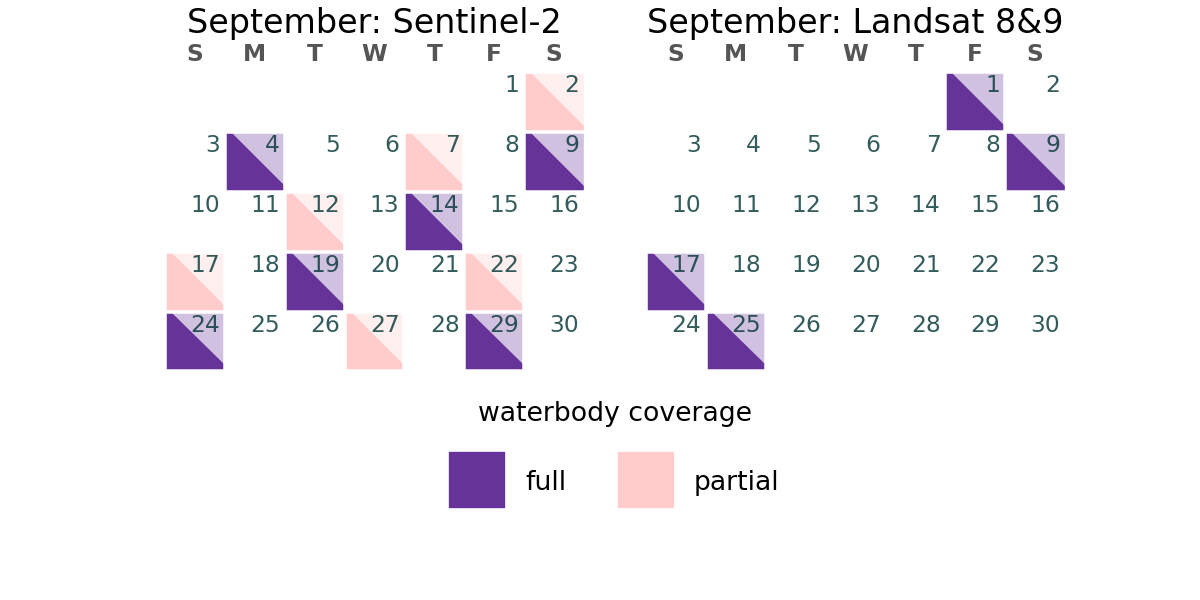 September: Sentinel-2
S M T W T F S
1 2
3 4 5 6 7 8 9
10 11 12 13 14 15 16
17 18 19 20 21 22 23
24 25 26 27 28 29 30
September: Landsat 8&9
S M T W T F S
1 2
3 4 5 6 7 8 9
10 11 12 13 14 15 16
17 18 19 20 21 22 23
24 25 26 27 28 29 30
waterbody coverage
full partial